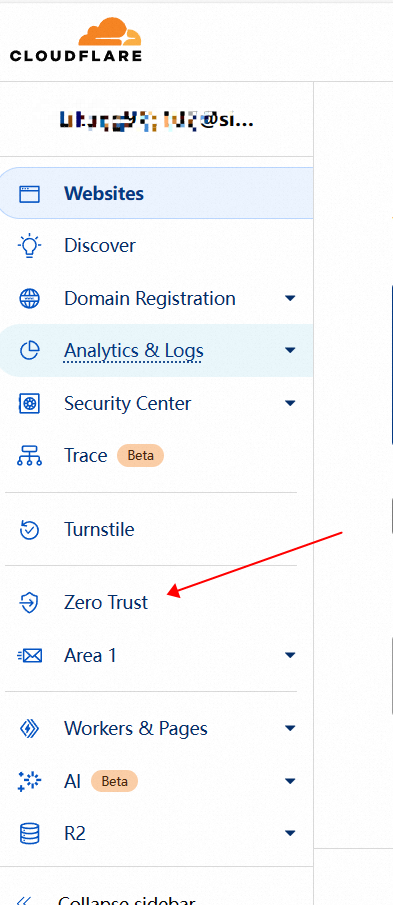 CLOUDFLARE
@si...
Websites
Discover
Domain Registration
Analytics & Logs
Security Center
Trace Beta
Turnstile
Zero Trust
Area 1
Workers & Pages
AI Beta
R2
Collapse sidebar